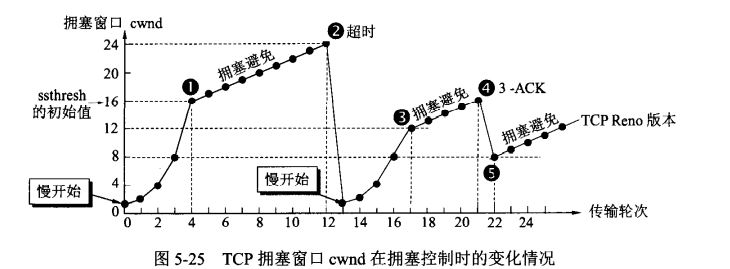 拥塞窗口 cwnd
❷ 超时
24
20
ssthresh
的初始值
16
12
8
4
0
❶
拥塞避免
❸
拥塞避免
❹
3 -ACK
拥塞避免
TCP Reno 版本
❺
慢开始
慢开始
0 2 4 6 8 10 12 14 16 18 20 22 24
传输轮次
图 5-25 TCP 拥塞窗口 cwnd 在拥塞控制时的变化情况